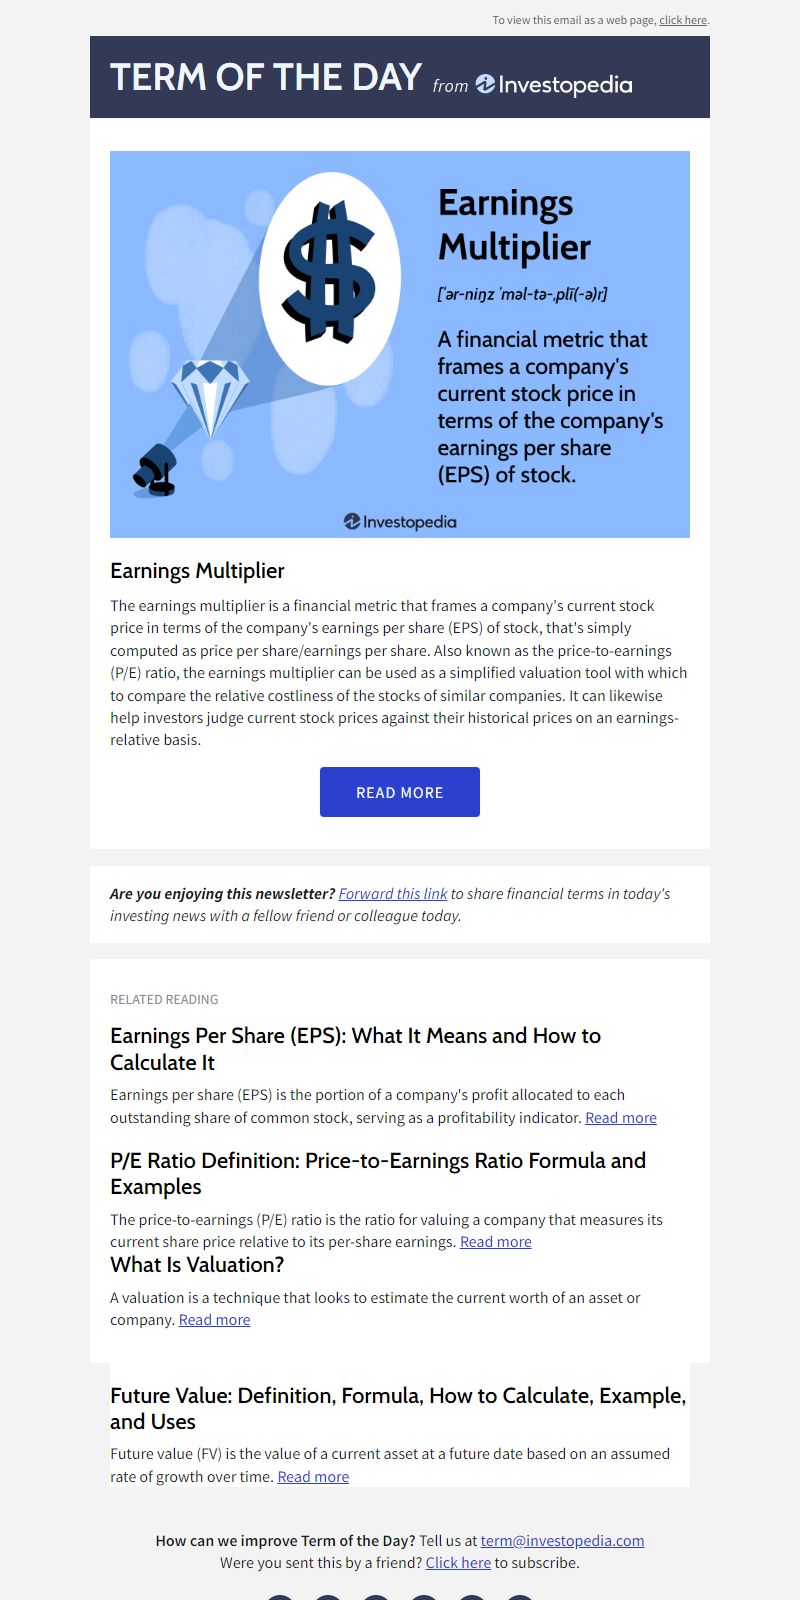 To view this email as a web page, click here.
TERM OF THE DAY from Investopedia
Earnings
Multiplier
['ər-niŋz 'məl-tə-ˌplī(-ə)r]
A financial metric that
frames a company's
current stock price in
terms of the company's
earnings per share
(EPS) of stock.
Investopedia
Earnings Multiplier
The earnings multiplier is a financial metric that frames a company's current stock
price in terms of the company's earnings per share (EPS) of stock, that's simply
computed as price per share/earnings per share. Also known as the price-to-earnings
(P/E) ratio, the earnings multiplier can be used as a simplified valuation tool with which
to compare the relative costliness of the stocks of similar companies. It can likewise
help investors judge current stock prices against their historical prices on an earnings-
relative basis.
READ MORE
Are you enjoying this newsletter? Forward this link to share financial terms in today's
investing news with a fellow friend or colleague today.
RELATED READING
Earnings Per Share (EPS): What It Means and How to
Calculate It
Earnings per share (EPS) is the portion of a company's profit allocated to each
outstanding share of common stock, serving as a profitability indicator. Read more
P/E Ratio Definition: Price-to-Earnings Ratio Formula and
Examples
The price-to-earnings (P/E) ratio is the ratio for valuing a company that measures its
current share price relative to its per-share earnings. Read more
What Is Valuation?
A valuation is a technique that looks to estimate the current worth of an asset or
company. Read more
Future Value: Definition, Formula, How to Calculate, Example,
and Uses
Future value (FV) is the value of a current asset at a future date based on an assumed
rate of growth over time. Read more
How can we improve Term of the Day? Tell us at term@investopedia.com
Were you sent this by a friend? Click here to subscribe.